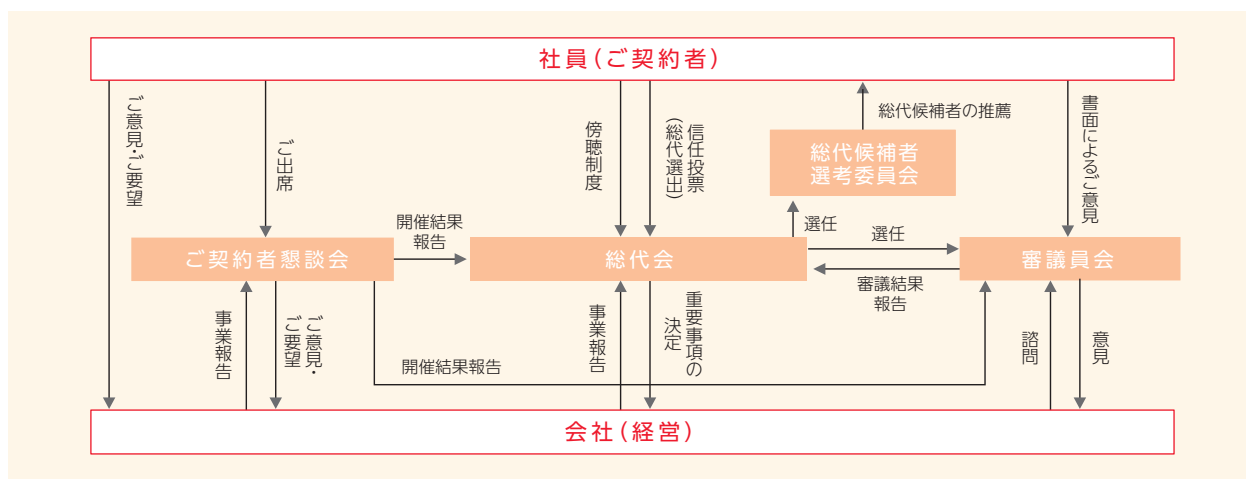 社員(ご契約者)
ご意見・ご要望
ご出席
傍聴制度
信任投票
(総代選出)
総代候補者の推薦
書面によるご意見
総代候補者
選考委員会
開催結果
報告
選任
選任
ご契約者懇談会
総代会
審議員会
審議結果
報告
事業報告
ご意見・
ご要望
開催結果報告
事業報告
重要事項の
決定
諮問
意見
会社(経営)